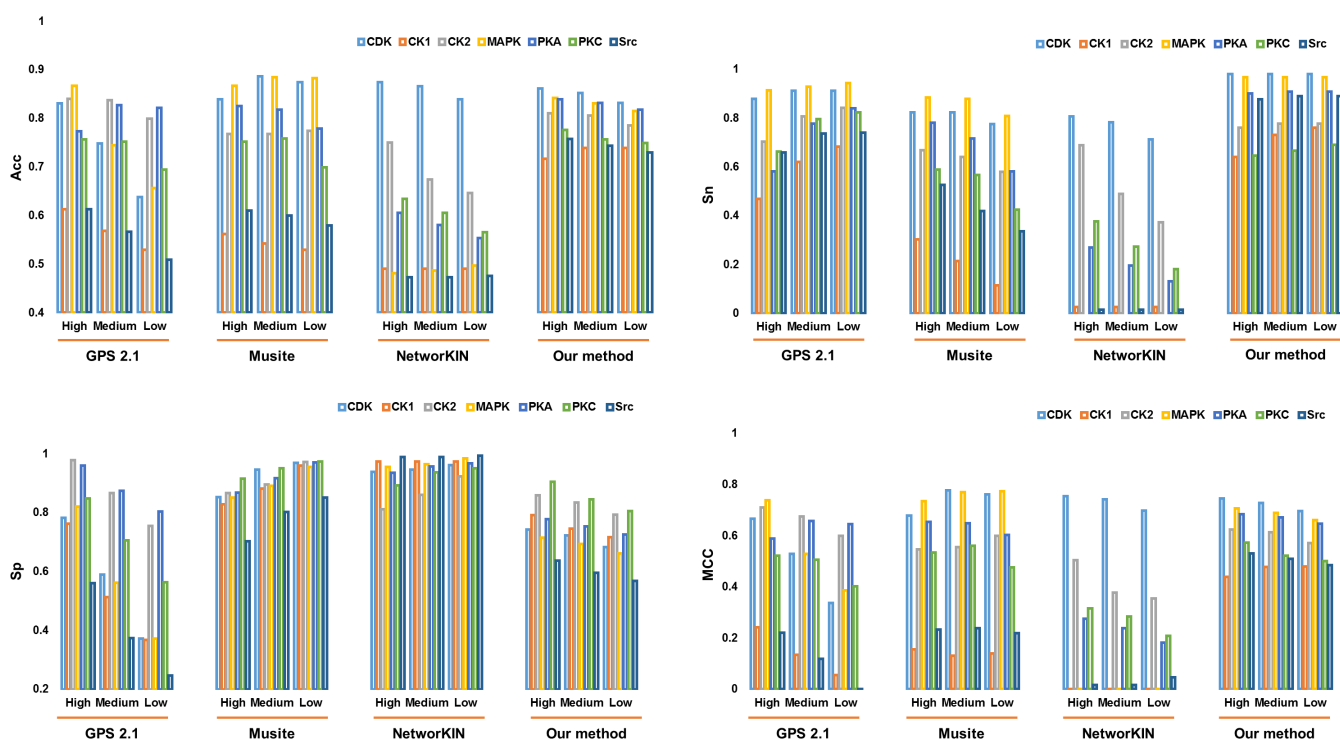 1
CDK CK1 CK2 MAPK PKA PKC Src
0.9
0.8
0.7
0.6
0.5
0.4
Acc
High Medium Low High Medium Low High Medium Low High Medium Low
GPS 2.1 Musite NetworKIN Our method
CDK CK1 CK2 MAPK PKA PKC Src
1
0.8
0.6
0.4
0.2
0
Sn
High Medium Low High Medium Low High Medium Low High Medium Low
GPS 2.1 Musite NetworKIN Our method
CDK CK1 CK2 MAPK PKA PKC Src
1
0.8
0.6
0.4
0.2
Sp
High Medium Low High Medium Low High Medium Low High Medium Low
GPS 2.1 Musite NetworKIN Our method
CDK CK1 CK2 MAPK PKA PKC Src
1
0.8
0.6
0.4
0.2
0
MCC
High Medium Low High Medium Low High Medium Low High Medium Low
GPS 2.1 Musite NetworKIN Our method